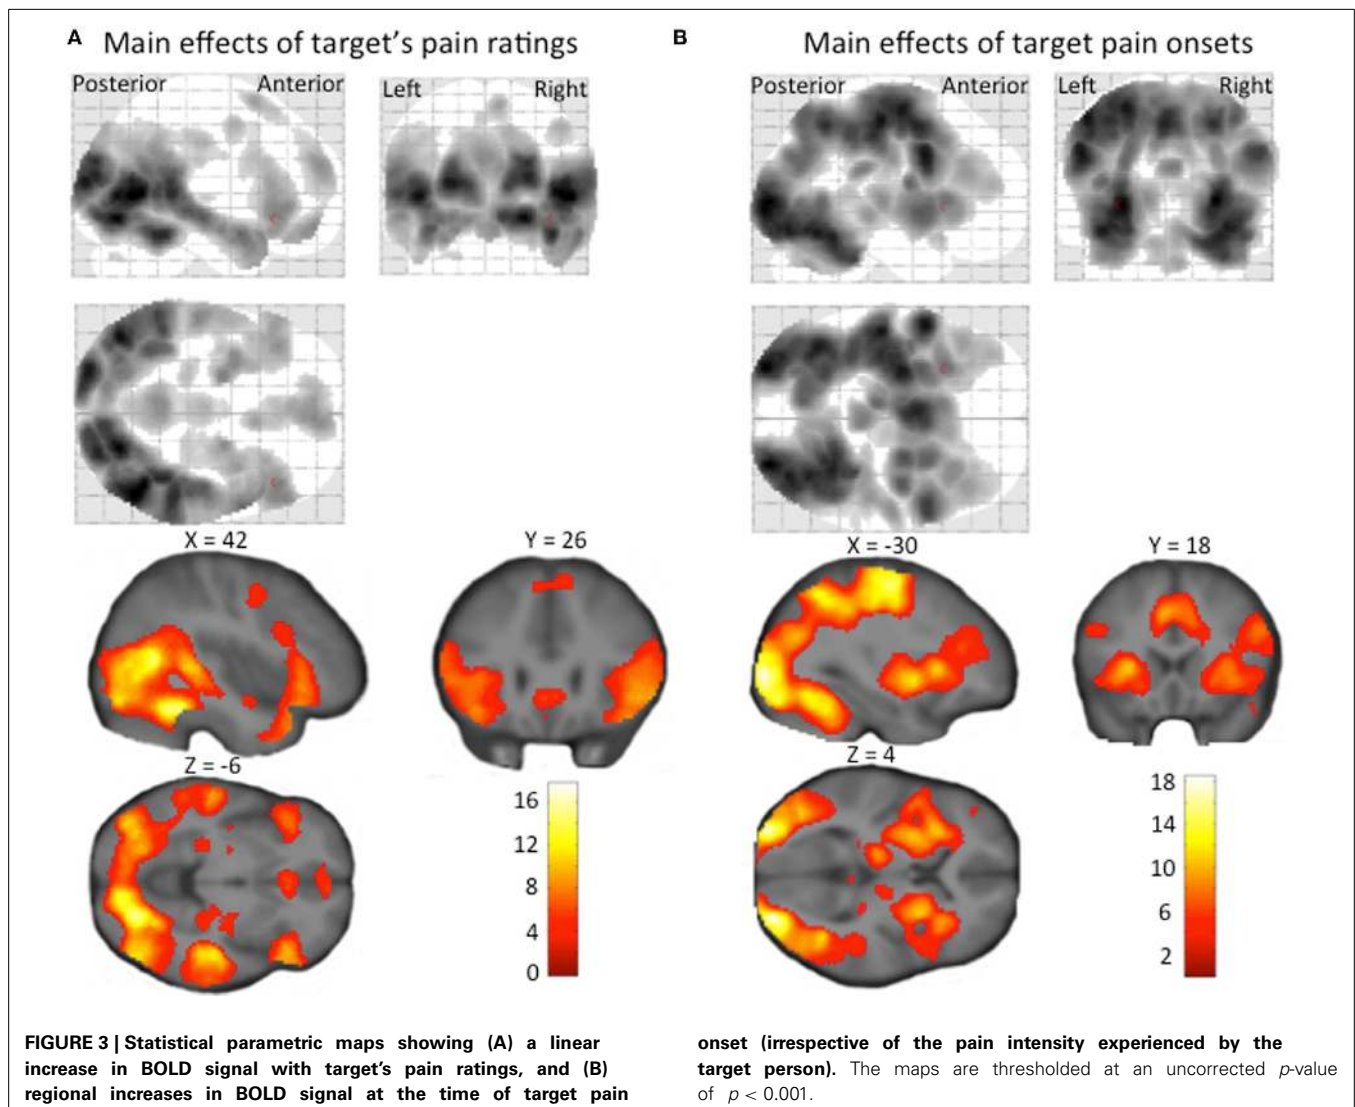 A Main effects of target's pain ratings
Posterior Anterior
Left Right
X = 42
Y = 26
Z = -6
16
12
8
4
0
B Main effects of target pain onsets
Posterior Anterior
Left Right
X = -30
Y = 18
Z = 4
18
14
10
6
2
FIGURE 3 | Statistical parametric maps showing (A) a linear
increase in BOLD signal with target's pain ratings, and (B)
regional increases in BOLD signal at the time of target pain
onset (irrespective of the pain intensity experienced by the
target person). The maps are thresholded at an uncorrected p-value
of p < 0.001.